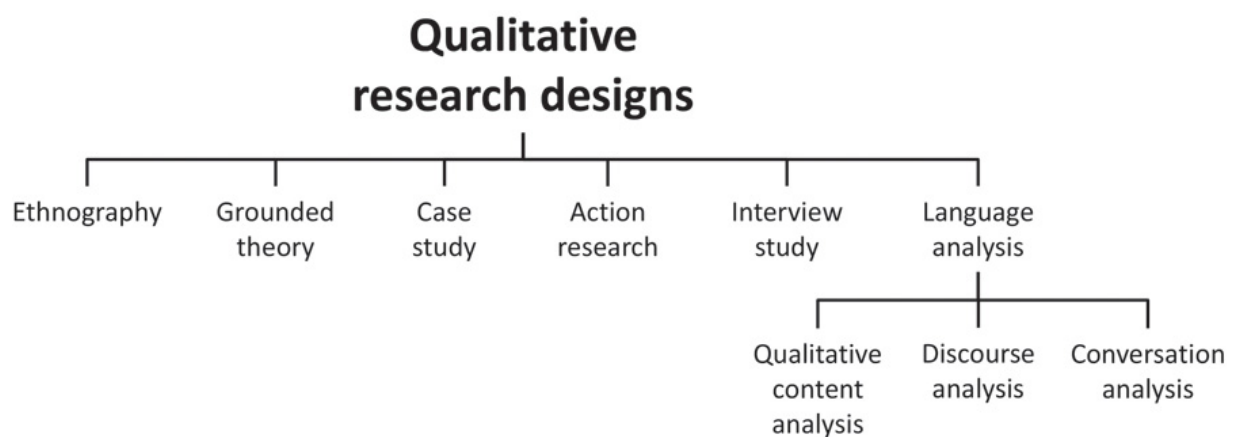 Qualitative
research designs
Ethnography
Grounded
theory
Case
study
Action
research
Interview
study
Language
analysis
Qualitative
content
analysis
Discourse
analysis
Conversation
analysis